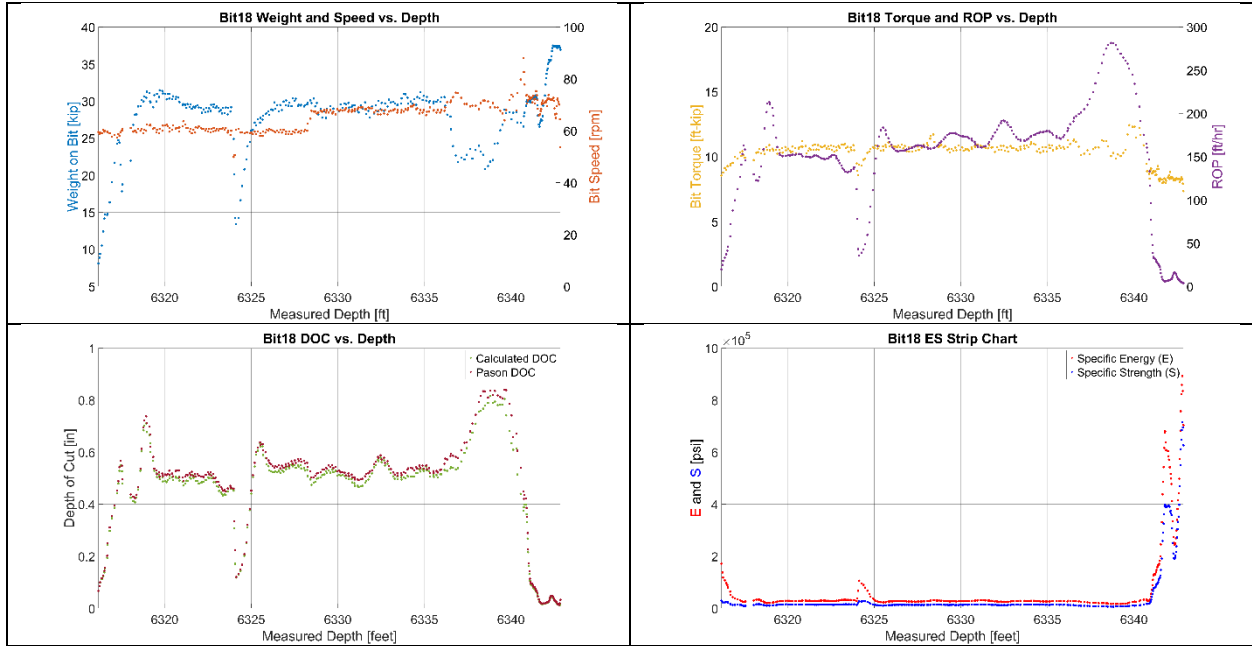 Bit18 Weight and Speed vs. Depth
40
35
30
25
20
15
10
5
Weight on Bit [kip]
100
80
60
40
20
0
Bit Speed [rpm]
6320 6325 6330 6335 6340
Measured Depth [ft]
Bit18 Torque and ROP vs. Depth
20
15
10
5
0
Bit Torque [ft-kip]
300
250
200
150
100
50
0
ROP [ft/hr]
6320 6325 6330 6335 6340
Measured Depth [ft]
Bit18 DOC vs. Depth
1
0.8
0.6
0.4
0.2
0
Depth of Cut [in]
Calculated DOC
Pason DOC
6320 6325 6330 6335 6340
Measured Depth [feet]
Bit18 ES Strip Chart
×10⁵
10
8
6
4
2
0
E and S [psi]
Specific Energy (E)
Specific Strength (S)
6320 6325 6330 6335 6340
Measured Depth [feet]